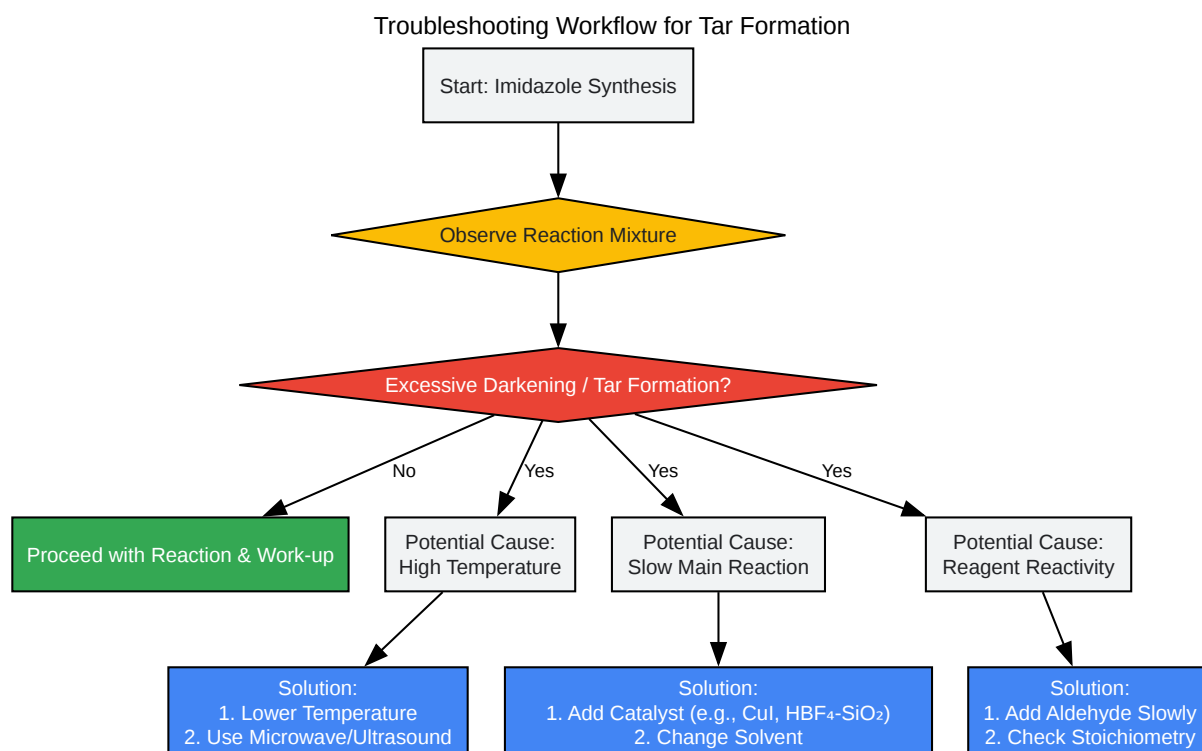 Troubleshooting Workflow for Tar Formation
Start: Imidazole Synthesis
Observe Reaction Mixture
Excessive Darkening / Tar Formation?
No
Yes
Yes
Yes
Proceed with Reaction & Work-up
Potential Cause:
High Temperature
Potential Cause:
Slow Main Reaction
Potential Cause:
Reagent Reactivity
Solution:
1. Lower Temperature
2. Use Microwave/Ultrasound
Solution:
1. Add Catalyst (e.g., CuI, HBF₄-SiO₂)
2. Change Solvent
Solution:
1. Add Aldehyde Slowly
2. Check Stoichiometry